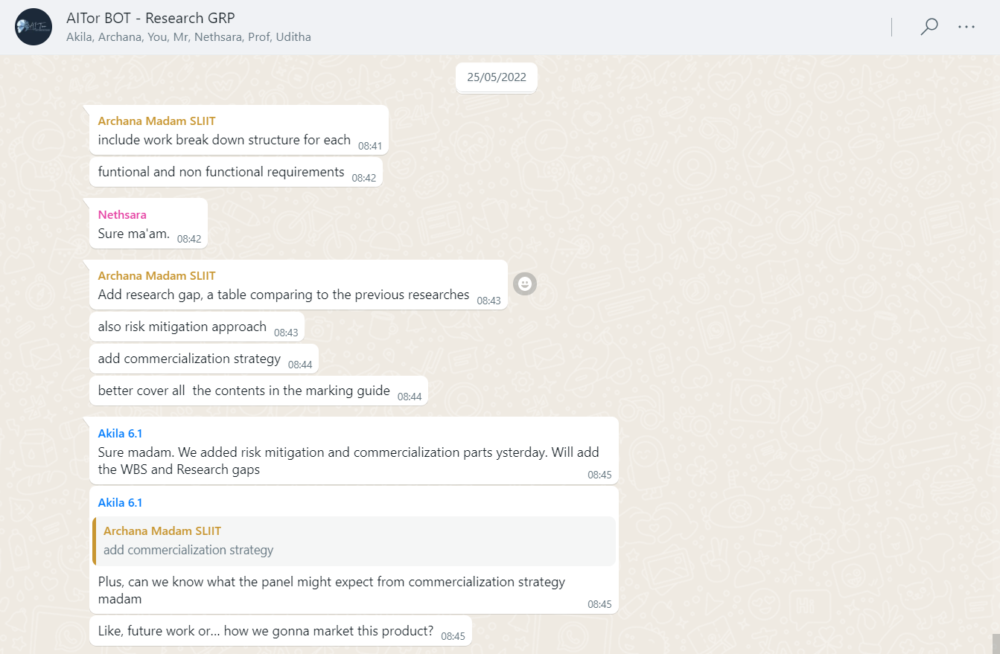 AITor BOT - Research GRP
Akila, Archana, You, Mr, Nethsara, Prof, Uditha
25/05/2022
Archana Madam SLIIT
include work break down structure for each 08:41
funtional and non functional requirements 08:42
Nethsara
Sure ma'am. 08:42
Archana Madam SLIIT
Add research gap, a table comparing to the previous researches 08:43
also risk mitigation approach 08:43
add commercialization strategy 08:44
better cover all  the contents in the marking guide 08:44
Akila 6.1
Sure madam. We added risk mitigation and commercialization parts ysterday. Will add
the WBS and Research gaps 08:45
Akila 6.1
Archana Madam SLIIT
add commercialization strategy
Plus, can we know what the panel might expect from commercialization strategy
madam 08:45
Like, future work or... how we gonna market this product? 08:45